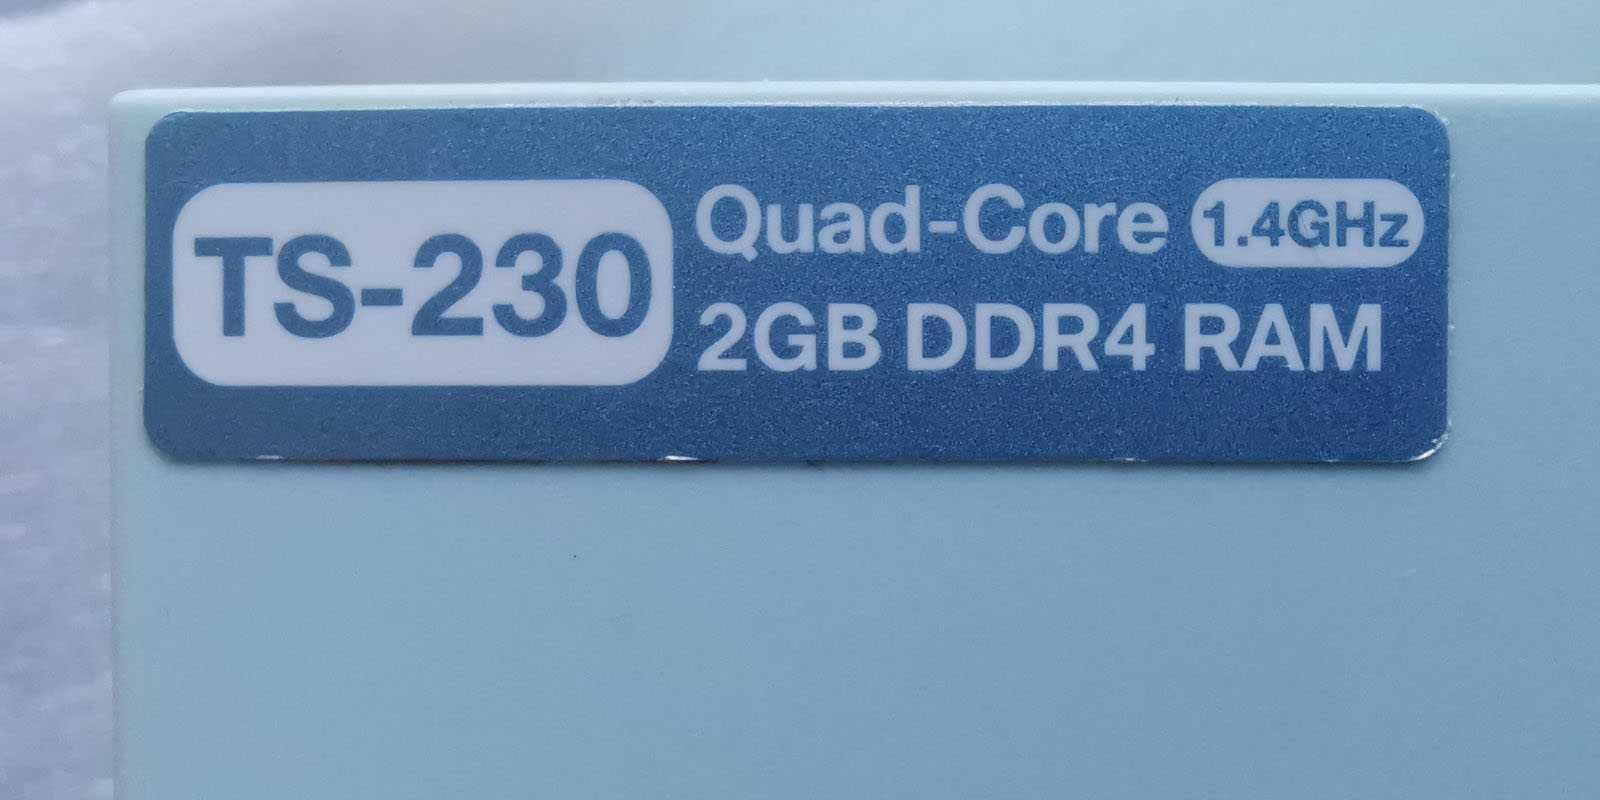 TS-230
Quad-Core 1.4GHz
2GB DDR4 RAM